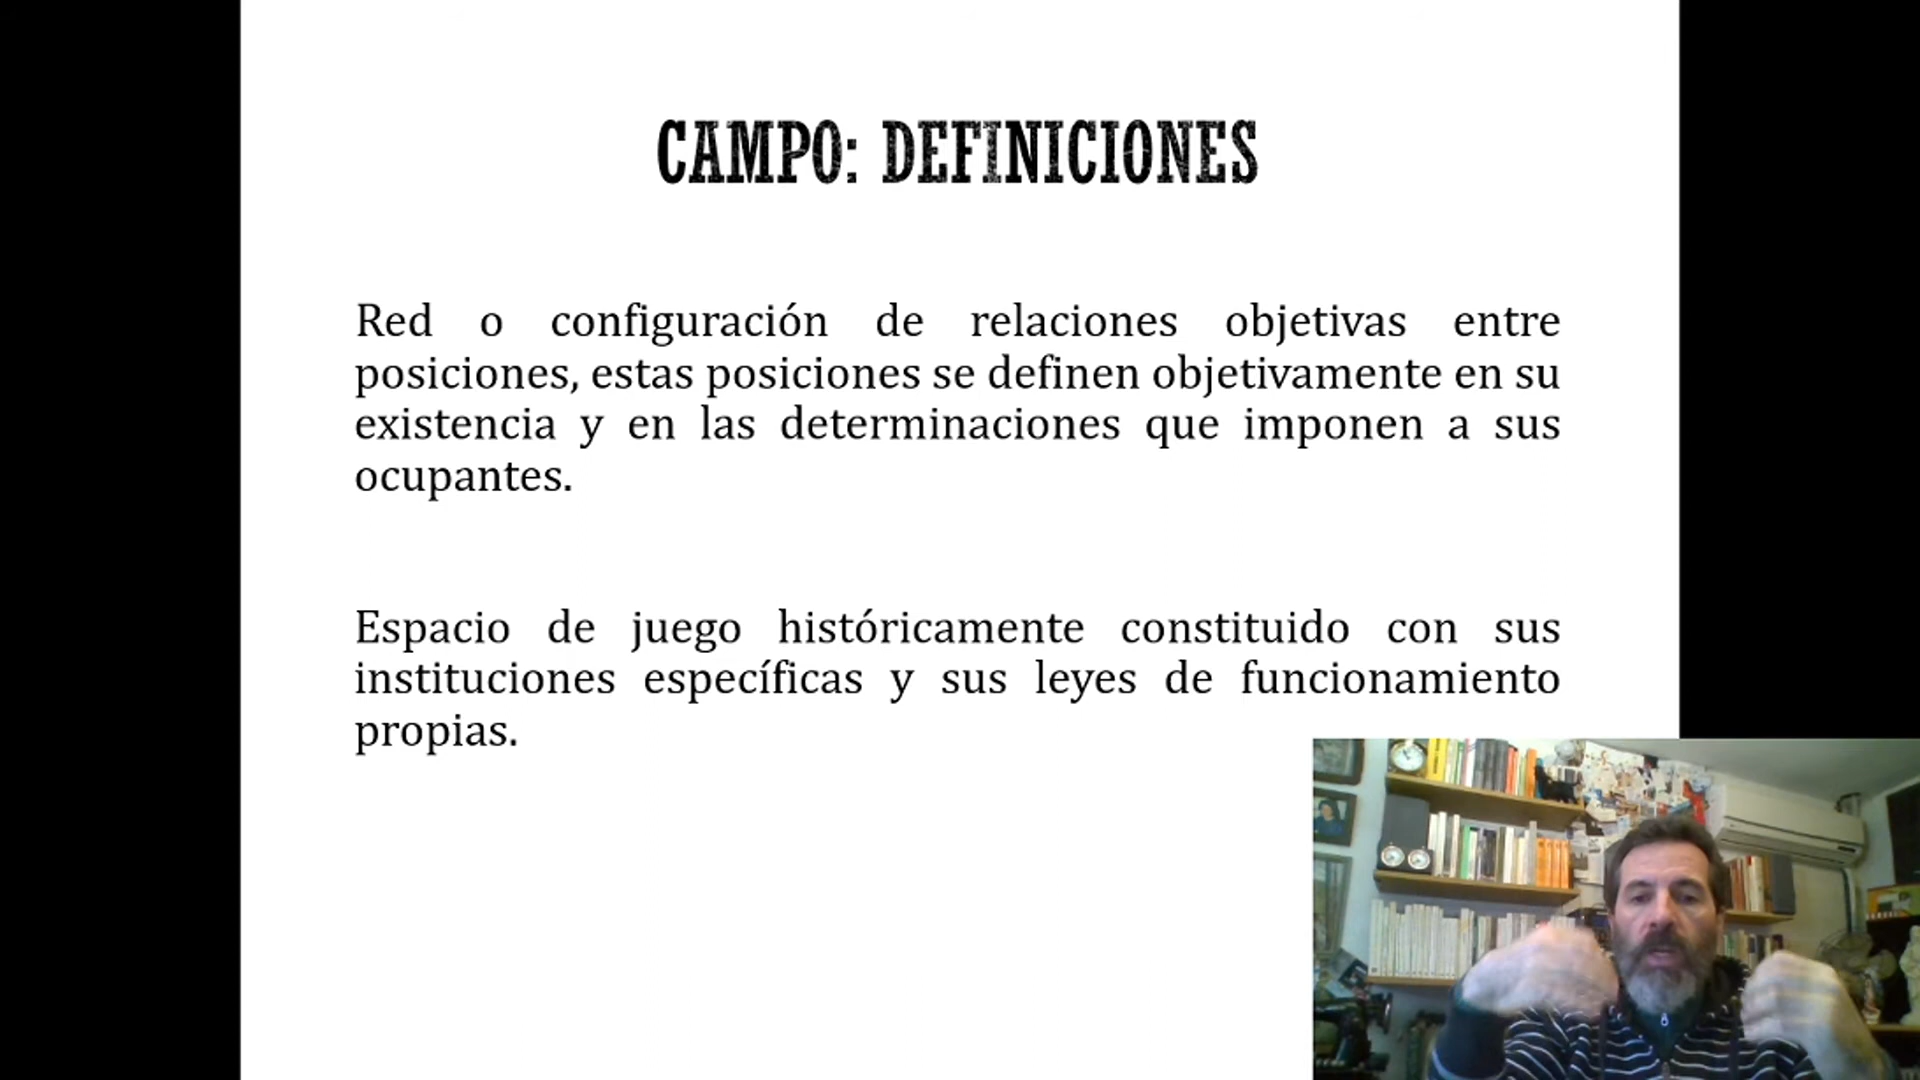 CAMPO: DEFINICIONES
Red o configuración de relaciones objetivas entre
posiciones, estas posiciones se definen objetivamente en su
existencia y en las determinaciones que imponen a sus
ocupantes.
Espacio de juego históricamente constituido con sus
instituciones específicas y sus leyes de funcionamiento
propias.